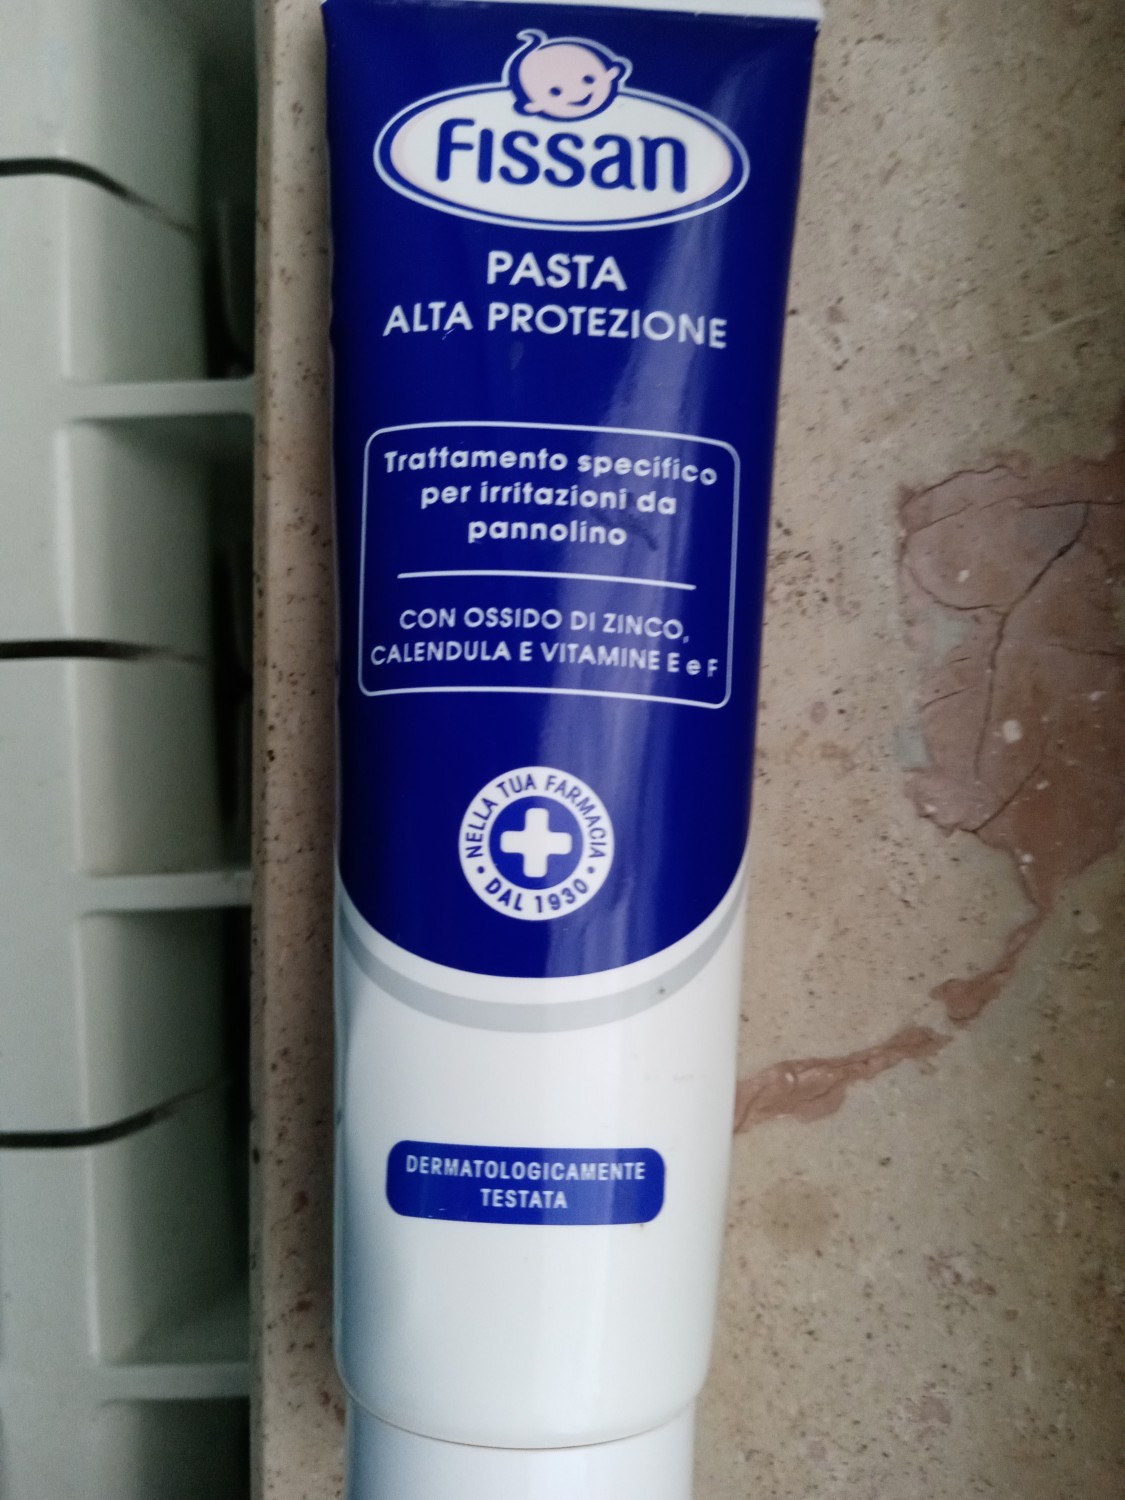 Fissan
PASTA
ALTA PROTEZIONE
Trattamento specifico
per irritazioni da
pannolino
CON OSSIDO DI ZINCO,
CALENDULA E VITAMINE E e F
NELLA TUA FARMACIA
• DAL 1930 •
DERMATOLOGICAMENTE
TESTATA